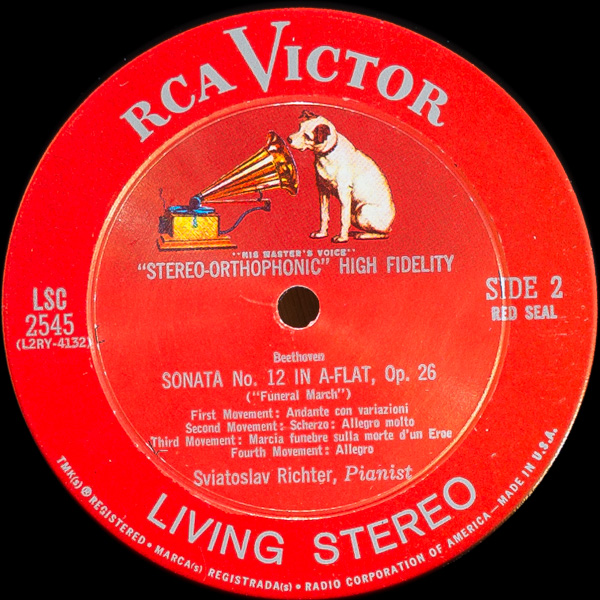 RCA VICTOR
"HIS MASTER'S VOICE"
"STEREO-ORTHOPHONIC" HIGH FIDELITY
LSC
2545
(L2RY-4132)
SIDE 2
RED SEAL
Beethoven
SONATA No. 12 IN A-FLAT, Op. 26
("Funeral March")
First Movement: Andante con variazioni
Second Movement: Scherzo: Allegro molto
Third Movement: Marcia funebre sulla morte d'un Eroe
Fourth Movement: Allegro
Sviatoslav Richter, Pianist
LIVING STEREO
TMK(s) ® REGISTERED • MARCA(s) REGISTRADA(s) • RADIO CORPORATION OF AMERICA—MADE IN U.S.A.